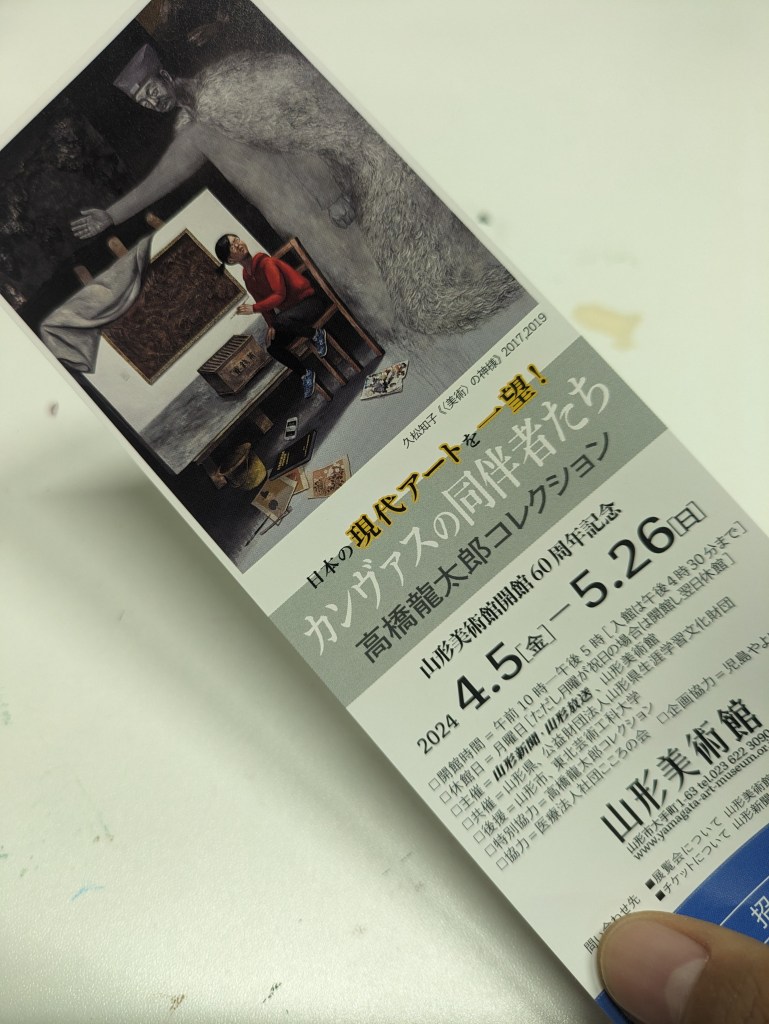 久松知子《〈美術〉の神様》2017,2019
日本の現代アートを一望！
カンヴァスの同伴者たち
高橋龍太郎コレクション
山形美術館開館60周年記念
2024 4.5[金]—5.26[日]
□開館時間＝午前10時—午後5時［入館は午後4時30分まで］
□休館日＝月曜日［ただし月曜が祝日の場合は開館し翌日休館］
□主催＝山形新聞・山形放送、山形美術館
□共催＝山形県、公益財団法人山形県生涯学習文化財団
□後援＝山形市、東北芸術工科大学
□特別協力＝高橋龍太郎コレクション
□協力＝医療法人社団こころの会 □企画協力＝児島やよ
山形美術館
山形市大手町1-63 tel.023 622 3090
www.yamagata-art-museum.or
■展覧会について 山形美術館
■チケットについて 山形新聞
問い合わせ先
招